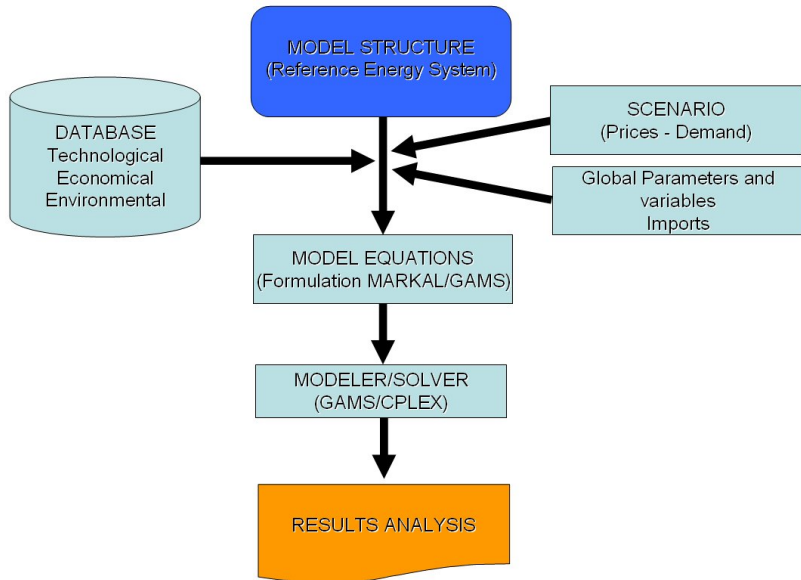 MODEL STRUCTURE
(Reference Energy System)
DATABASE
Technological
Economical
Environmental
SCENARIO
(Prices - Demand)
Global Parameters and
variables
Imports
MODEL EQUATIONS
(Formulation MARKAL/GAMS)
MODELER/SOLVER
(GAMS/CPLEX)
RESULTS ANALYSIS